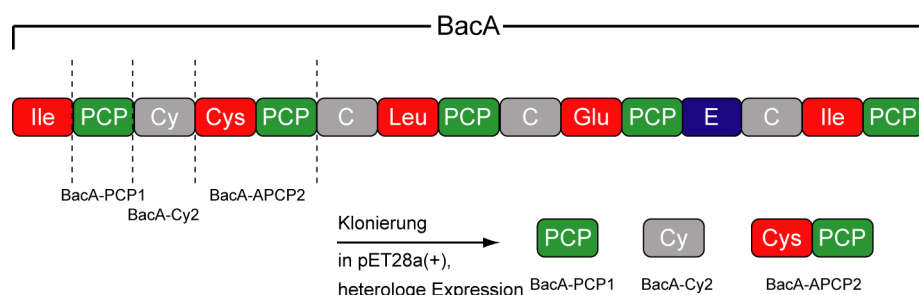 BacA
Ile PCP Cy Cys PCP C Leu PCP C Glu PCP E C Ile PCP
BacA-PCP1 BacA-APCP2
BacA-Cy2
Klonierung
in pET28a(+),
heterologe Expression
PCP Cy Cys PCP
BacA-PCP1 BacA-Cy2 BacA-APCP2